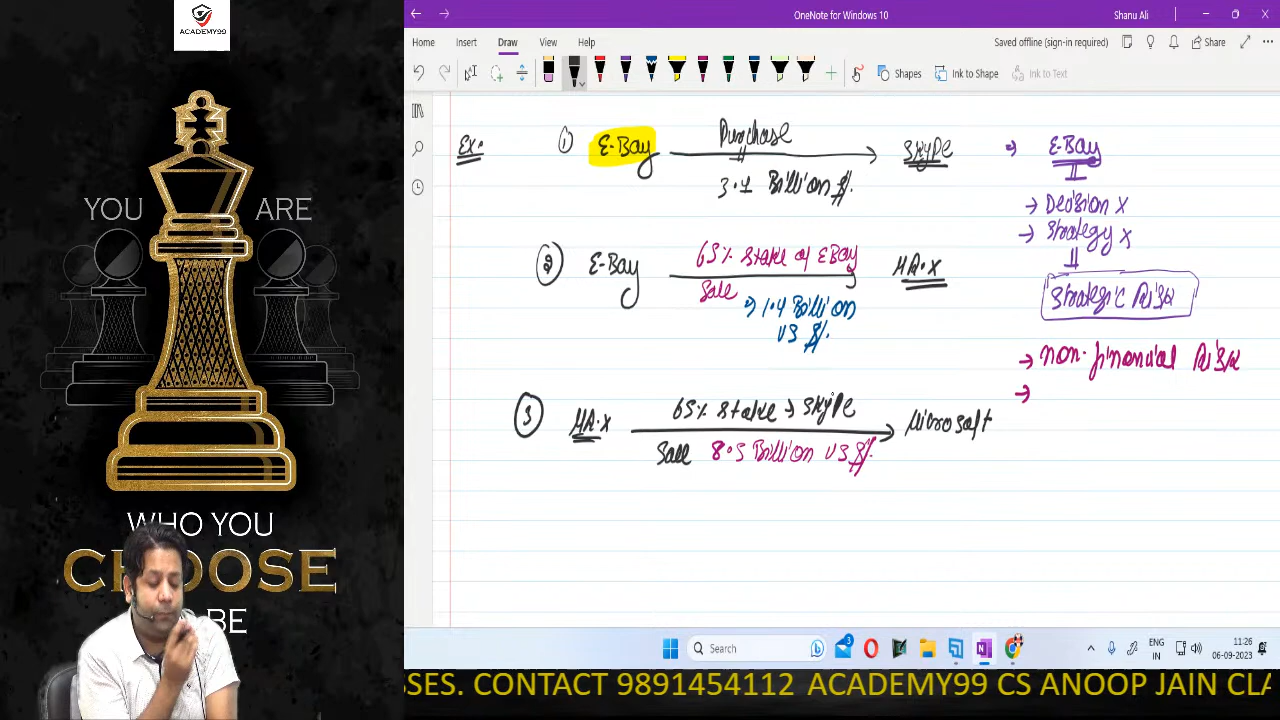 ACADEMY99
YOU ARE
WHO YOU
CHOOSE
BE
OneNote for Windows 10
Shanu Ali
Home Insert Draw View Help
Saved offline (sign-in required)
Share
Shapes
Ink to Shape
Ink to Text
Ex:
① E-Bay Purchase SKYPE
3.1 Billion $.
② E-Bay 65% Stake of EBay
Sale
⇒ 1.4 Billion
US $.
③ 65% Stake → Skype Microsoft
Sall 8.5 Billion US $.
⇒ E-Bay
→ Decision X
→ Strategy X
Strategic Risk
→ non-financial Risk
→
Search
3
ENG
IN
11:26
06-09-2023
SSES. CONTACT 9891454112 ACADEMY99 CS ANOOP JAIN CLA